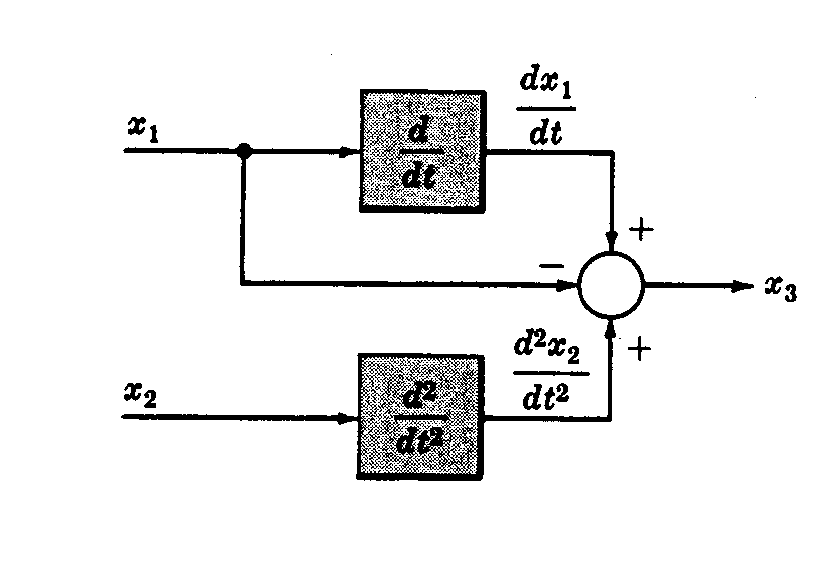 dx₁
dt
x₁
d
dt
+
−
x₃
d²x₂
dt²
+
x₂
d²
dt²